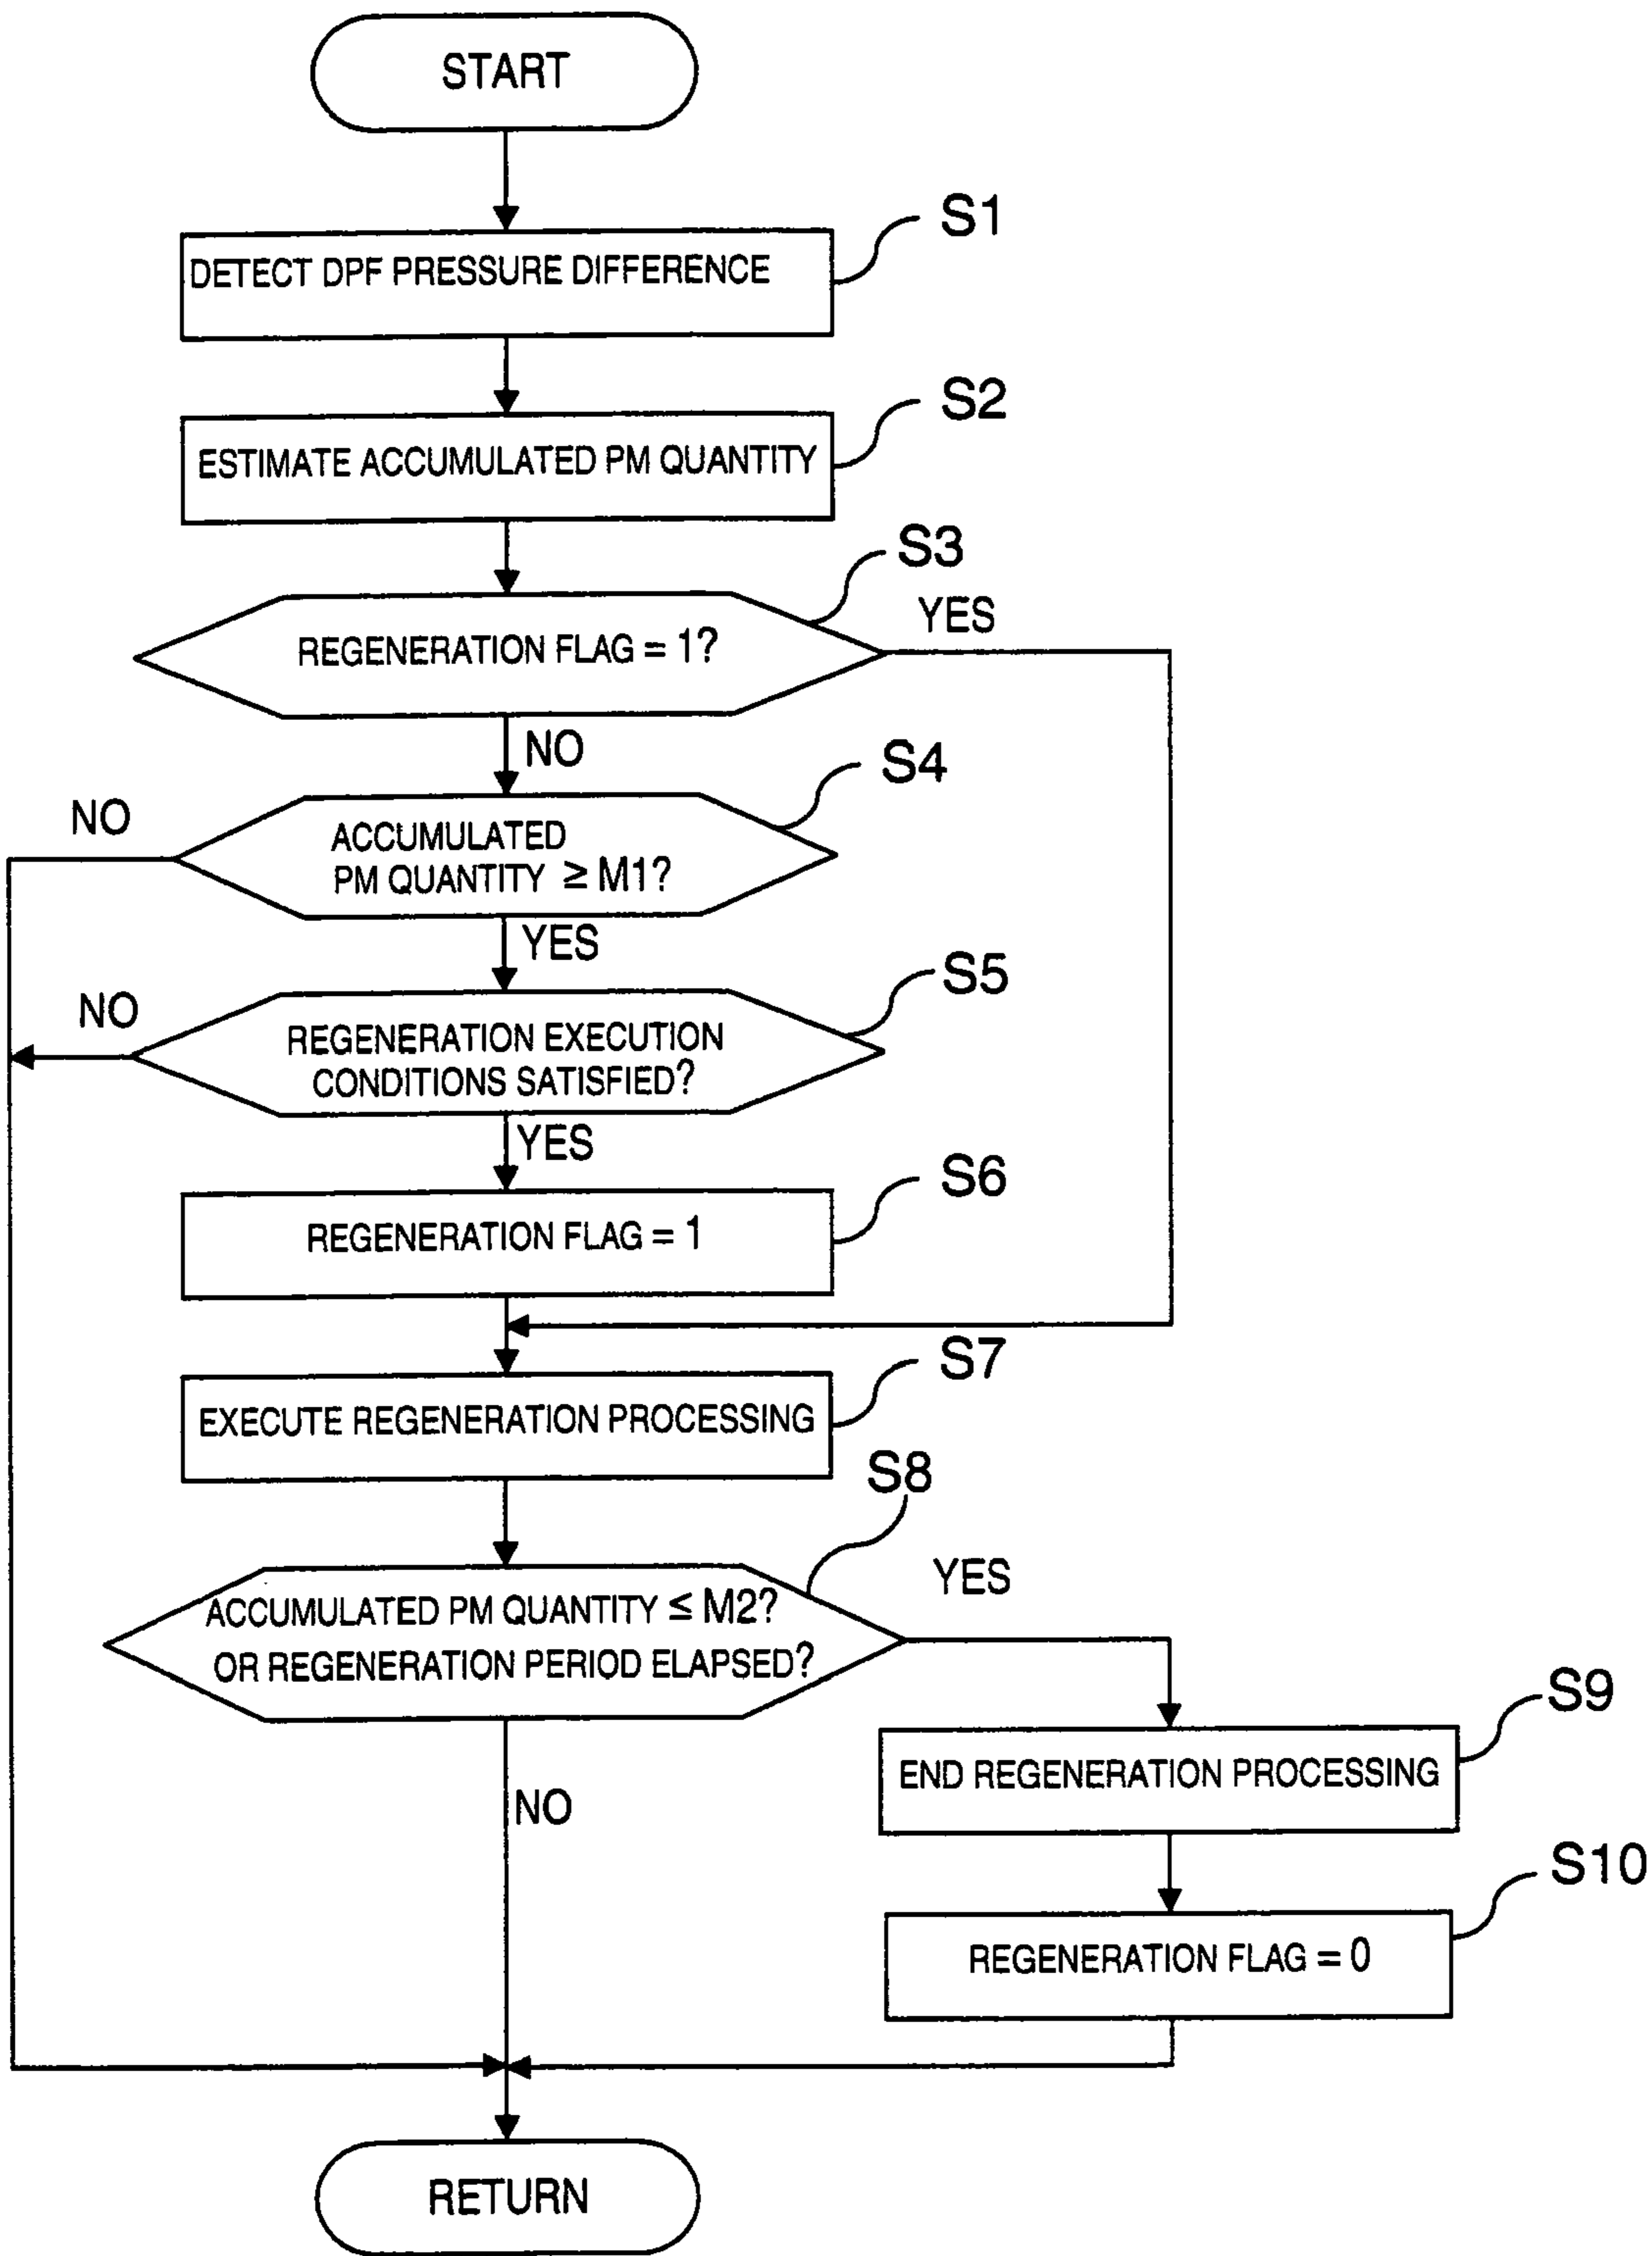 START
S1
DETECT DPF PRESSURE DIFFERENCE
S2
ESTIMATE ACCUMULATED PM QUANTITY
S3
YES
REGENERATION FLAG = 1?
NO
S4
NO
ACCUMULATED
PM QUANTITY ≥ M1?
YES
S5
NO
REGENERATION EXECUTION
CONDITIONS SATISFIED?
YES
S6
REGENERATION FLAG = 1
S7
EXECUTE REGENERATION PROCESSING
S8
YES
ACCUMULATED PM QUANTITY ≤ M2?
OR REGENERATION PERIOD ELAPSED?
S9
END REGENERATION PROCESSING
NO
S10
REGENERATION FLAG = 0
RETURN